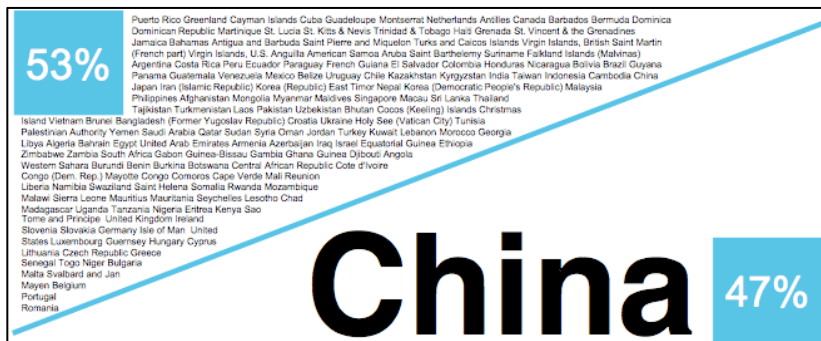 53%
Puerto Rico Greenland Cayman Islands Cuba Guadeloupe Montserrat Netherlands Antilles Canada Barbados Bermuda Dominica
Dominican Republic Martinique St. Lucia St. Kitts & Nevis Trinidad & Tobago Haiti Grenada St. Vincent & the Grenadines
Jamaica Bahamas Antigua and Barbuda Saint Pierre and Miquelon Turks and Caicos Islands Virgin Islands, British Saint Martin
(French part) Virgin Islands, U.S. Anguilla American Samoa Aruba Saint Barthelemy Suriname Falkland Islands (Malvinas)
Argentina Costa Rica Peru Ecuador Paraguay French Guiana El Salvador Colombia Honduras Nicaragua Bolivia Brazil Guyana
Panama Guatemala Venezuela Mexico Belize Uruguay Chile Kazakhstan Kyrgyzstan India Taiwan Indonesia Cambodia China
Japan Iran (Islamic Republic) Korea (Republic) East Timor Nepal Korea (Democratic People's Republic) Malaysia
Philippines Afghanistan Mongolia Myanmar Maldives Singapore Macau Sri Lanka Thailand
Tajikistan Turkmenistan Laos Pakistan Uzbekistan Bhutan Cocos (Keeling) Islands Christmas
Island Vietnam Brunei Bangladesh (Former Yugoslav Republic) Croatia Ukraine Holy See (Vatican City) Tunisia
Palestinian Authority Yemen Saudi Arabia Qatar Sudan Syria Oman Jordan Turkey Kuwait Lebanon Morocco Georgia
Libya Algeria Bahrain Egypt United Arab Emirates Armenia Azerbaijan Iraq Israel Equatorial Guinea Ethiopia
Zimbabwe Zambia South Africa Gabon Guinea-Bissau Gambia Ghana Guinea Djibouti Angola
Western Sahara Burundi Benin Burkina Botswana Central African Republic Cote d'Ivoire
Congo (Dem. Rep.) Mayotte Congo Comoros Cape Verde Mali Reunion
Liberia Namibia Swaziland Saint Helena Somalia Rwanda Mozambique
Malawi Sierra Leone Mauritius Mauritania Seychelles Lesotho Chad
Madagascar Uganda Tanzania Nigeria Eritrea Kenya Sao
Tome and Principe United Kingdom Ireland
Slovenia Slovakia Germany Isle of Man United
States Luxembourg Guernsey Hungary Cyprus
Lithuania Czech Republic Greece
Senegal Togo Niger Bulgaria
Malta Svalbard and Jan
Mayen Belgium
Portugal
Romania
China
47%